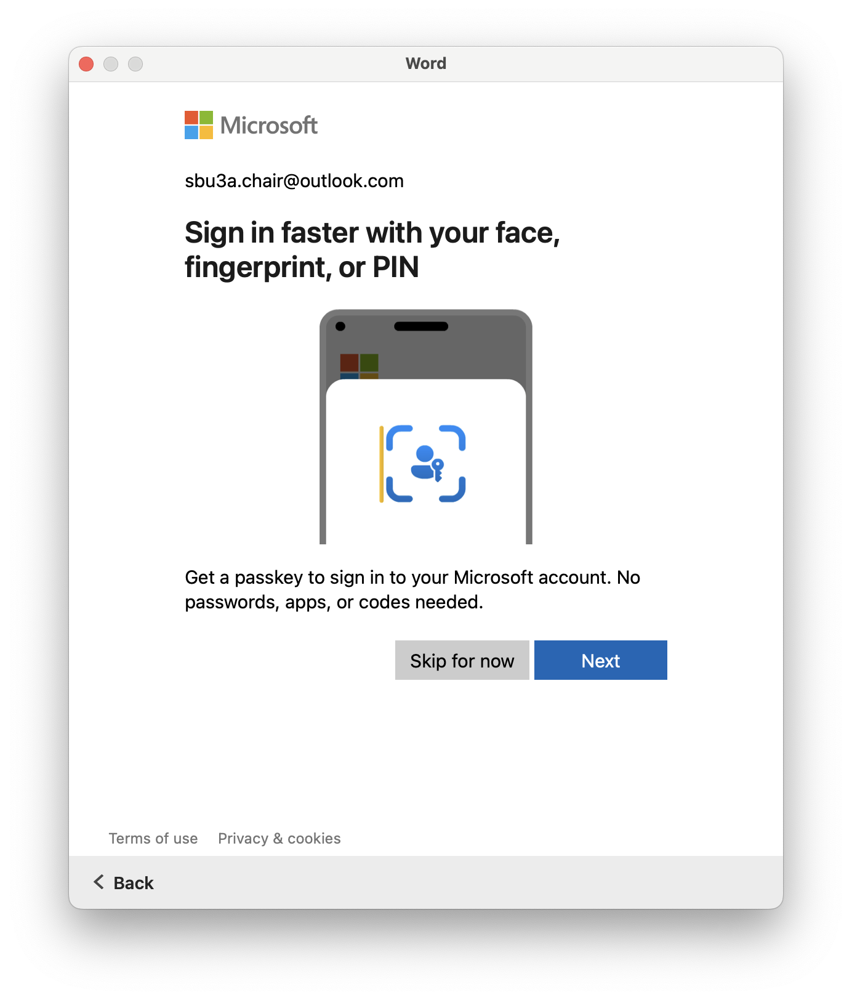 Word
Microsoft
sbu3a.chair@outlook.com
Sign in faster with your face,
fingerprint, or PIN
Get a passkey to sign in to your Microsoft account. No
passwords, apps, or codes needed.
Skip for now
Next
Terms of use
Privacy & cookies
Back